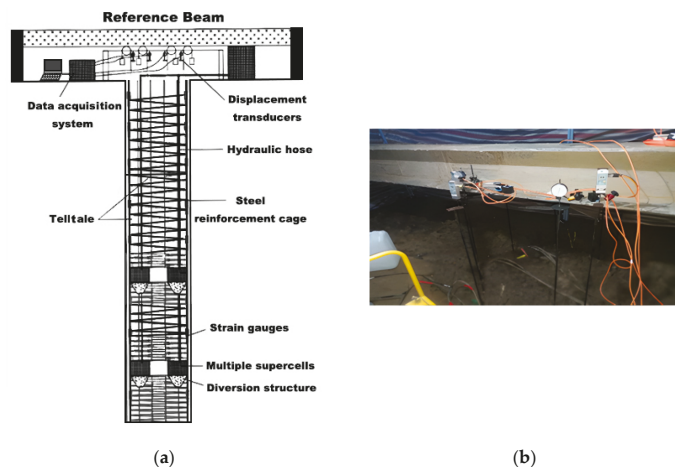 Reference Beam
Data acquisition
system
Displacement
transducers
Hydraulic hose
Telltale
Steel
reinforcement cage
Strain gauges
Multiple supercells
Diversion structure
(a)
(b)